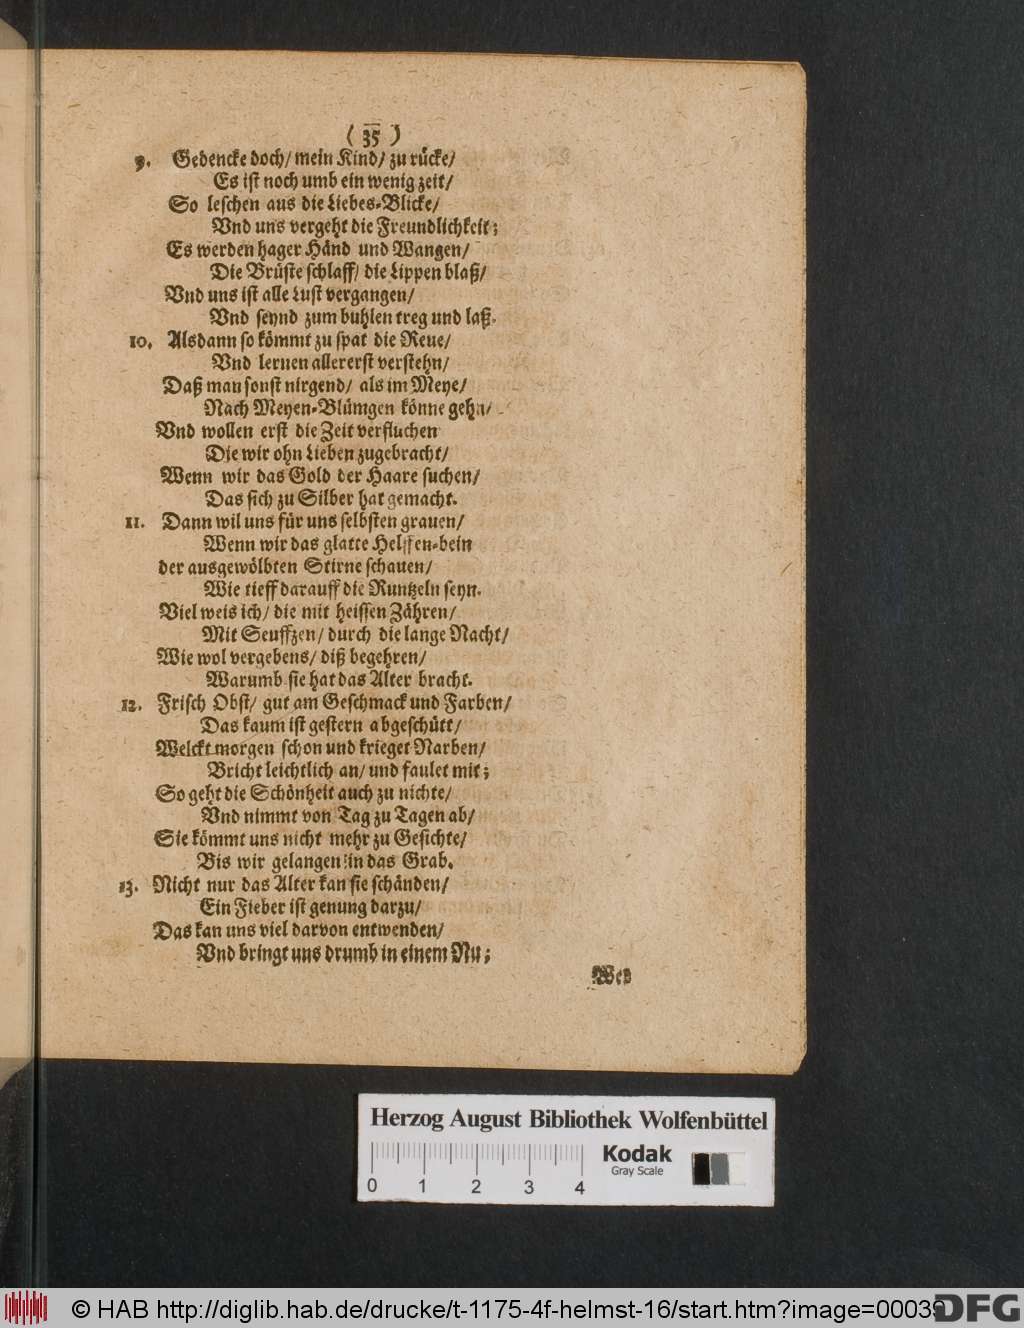 ( 35 )
9. Gedencke doch/ mein Kind/ zu rücke/
Es ist noch umb ein wenig zeit/
So leschen aus die Liebes-Blicke/
Vnd uns vergeht die Freundlichkeit;
Es werden hager Händ und Wangen/
Die Brüste schlaff/ die Lippen blaß/
Vnd uns ist alle Lust vergangen/
Vnd seynd zum buhlen treg und laß.
10. Alsdann so kömmt zu spat die Reue/
Vnd lernen allererst verstehn/
Daß man sonst nirgend/ als im Meye/
Nach Meyen-Blümgen könne gehn/
Vnd wollen erst die Zeit verfluchen
Die wir ohn Lieben zugebracht/
Wenn wir das Gold der Haare suchen/
Das sich zu Silber hat gemacht.
11. Dann wil uns für uns selbsten grauen/
Wenn wir das glatte Helffen-bein
der ausgewölbten Stirne schauen/
Wie tieff darauff die Runtzeln seyn.
Viel weis ich/ die mit heissen Zähren/
Mit Seuffzen/ durch die lange Nacht/
Wie wol vergebens/ diß begehren/
Warumb sie hat das Alter bracht.
12. Frisch Obst/ gut am Geschmack und Farben/
Das kaum ist gestern abgeschütt/
Welckt morgen schon und krieget Narben/
Bricht leichtlich an/ und faulet mit;
So geht die Schönheit auch zu nichte/
Vnd nimmt von Tag zu Tagen ab/
Sie kömmt uns nicht mehr zu Gesichte/
Bis wir gelangen in das Grab.
13. Nicht nur das Alter kan sie schänden/
Ein Fieber ist genung darzu/
Das kan uns viel darvon entwenden/
Vnd bringt uns drumb in einem Nu;
Herzog August Bibliothek Wolfenbüttel
0 1 2 3 4
Kodak
Gray Scale
© HAB http://diglib.hab.de/drucke/t-1175-4f-helmst-16/start.htm?image=00039
DFG